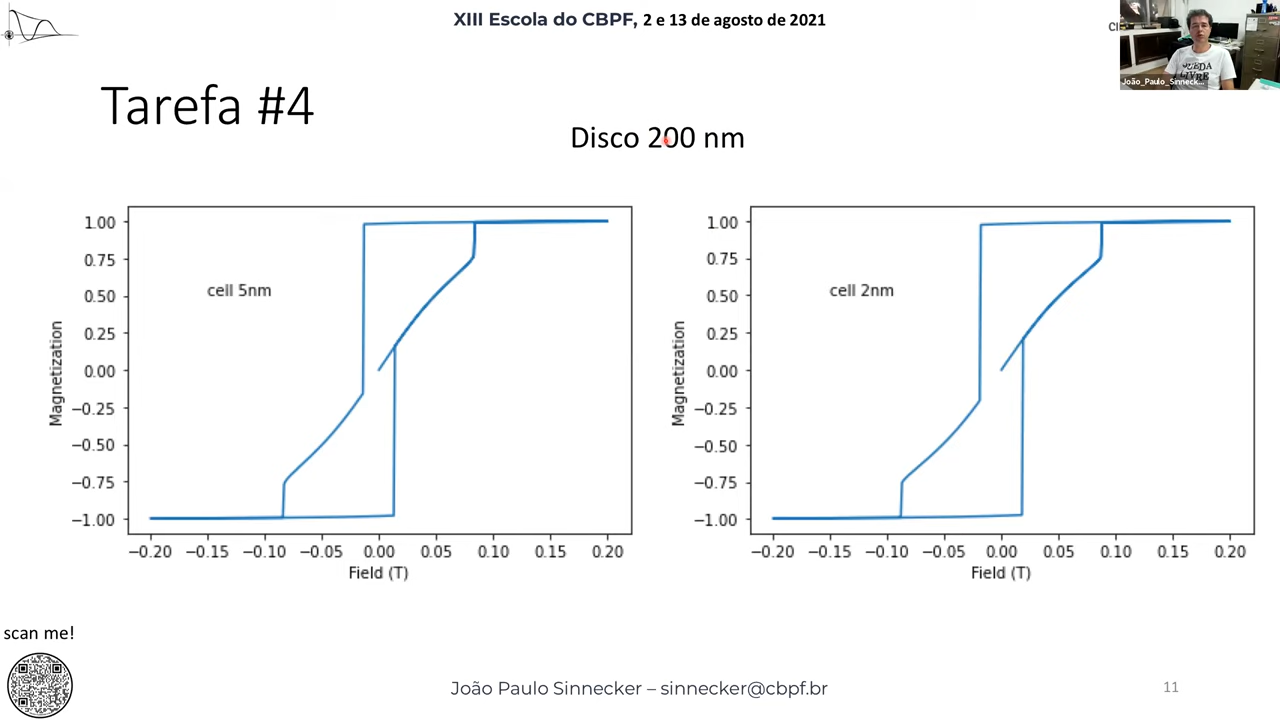 XIII Escola do CBPF, 2 e 13 de agosto de 2021
João_Paulo_Sinneck...
Tarefa #4
Disco 200 nm
1.00
0.75
0.50
0.25
0.00
−0.25
−0.50
−0.75
−1.00
Magnetization
cell 5nm
−0.20 −0.15 −0.10 −0.05 0.00 0.05 0.10 0.15 0.20
Field (T)
1.00
0.75
0.50
0.25
0.00
−0.25
−0.50
−0.75
−1.00
Magnetization
cell 2nm
−0.20 −0.15 −0.10 −0.05 0.00 0.05 0.10 0.15 0.20
Field (T)
scan me!
João Paulo Sinnecker – sinnecker@cbpf.br
11